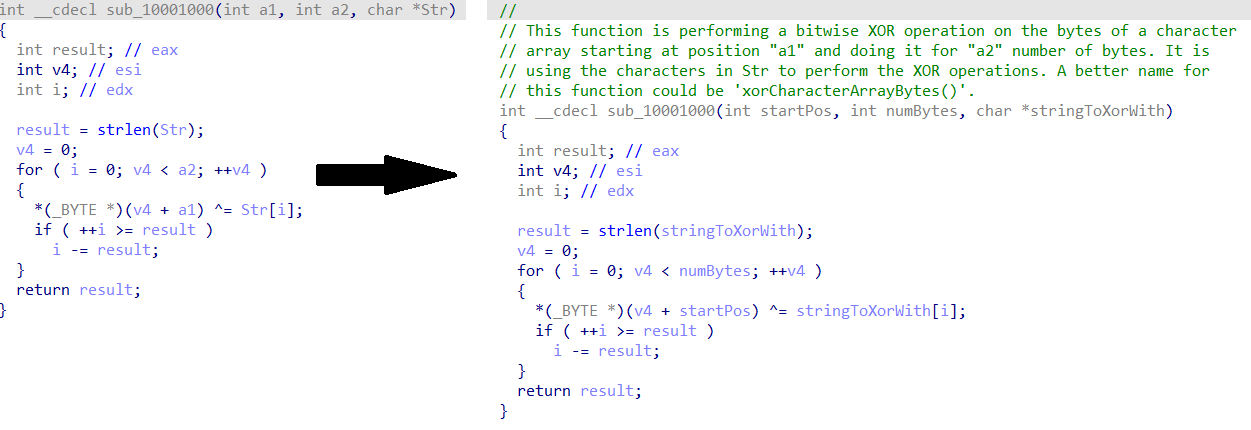 int __cdecl sub_10001000(int a1, int a2, char *Str)
{
  int result; // eax
  int v4; // esi
  int i; // edx

  result = strlen(Str);
  v4 = 0;
  for ( i = 0; v4 < a2; ++v4 )
  {
    *(_BYTE *)(v4 + a1) ^= Str[i];
    if ( ++i >= result )
      i -= result;
  }
  return result;
}
//
// This function is performing a bitwise XOR operation on the bytes of a character
// array starting at position "a1" and doing it for "a2" number of bytes. It is
// using the characters in Str to perform the XOR operations. A better name for
// this function could be 'xorCharacterArrayBytes()'.
int __cdecl sub_10001000(int startPos, int numBytes, char *stringToXorWith)
{
  int result; // eax
  int v4; // esi
  int i; // edx

  result = strlen(stringToXorWith);
  v4 = 0;
  for ( i = 0; v4 < numBytes; ++v4 )
  {
    *(_BYTE *)(v4 + startPos) ^= stringToXorWith[i];
    if ( ++i >= result )
      i -= result;
  }
  return result;
}